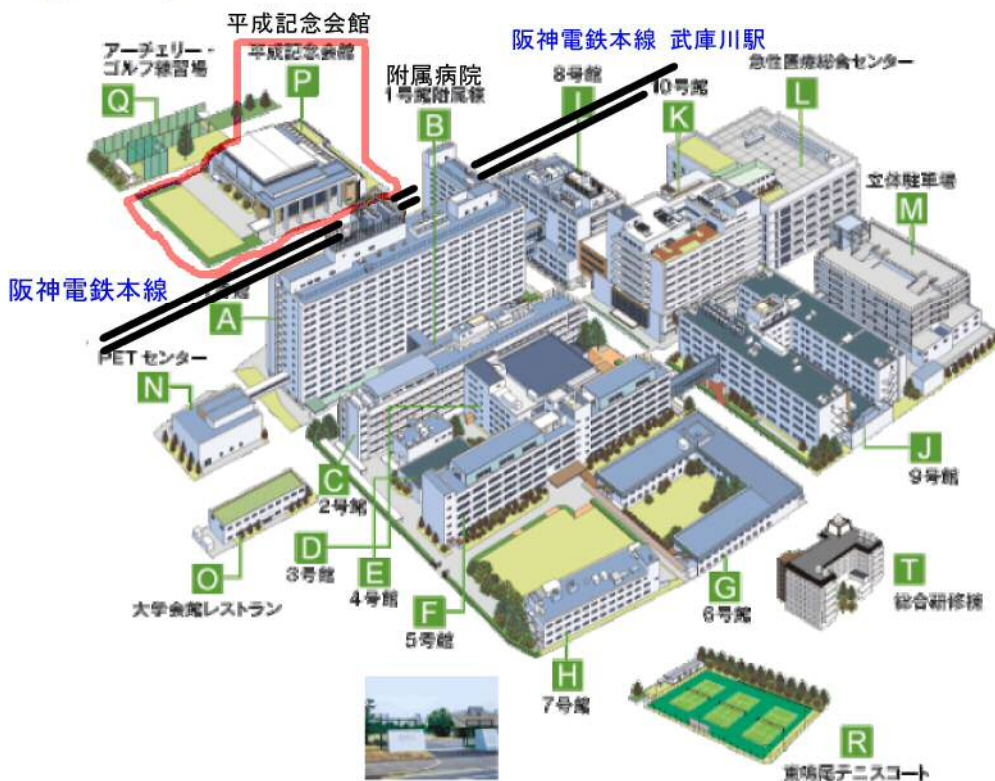 平成記念会館
アーチェリー・
ゴルフ練習場
平成記念会館
Q
P
附属病院
1号館附属棟
B
阪神電鉄本線 武庫川駅
8号館
I
10号館
K
急性医療総合センター
L
立体駐車場
M
阪神電鉄本線
A
PETセンター
N
C
2号館
D
3号館
E
4号館
F
5号館
O
大学会館レストラン
J
9号館
G
6号館
H
7号館
T
総合研修棟
R
東鳴尾テニスコート